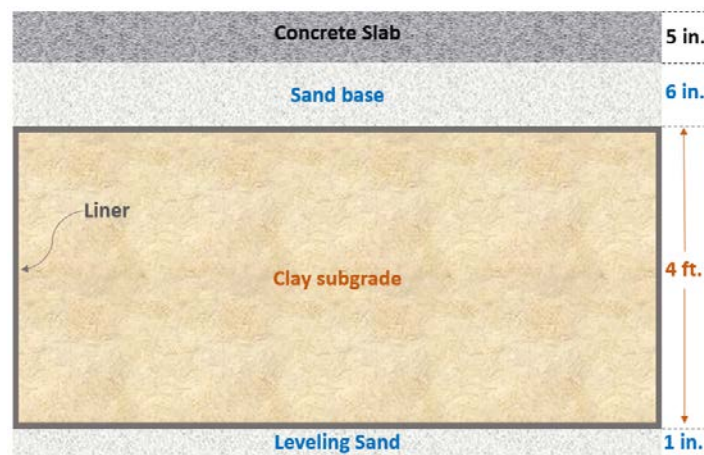 Concrete Slab
5 in.
Sand base
6 in.
Liner
Clay subgrade
4 ft.
Leveling Sand
1 in.